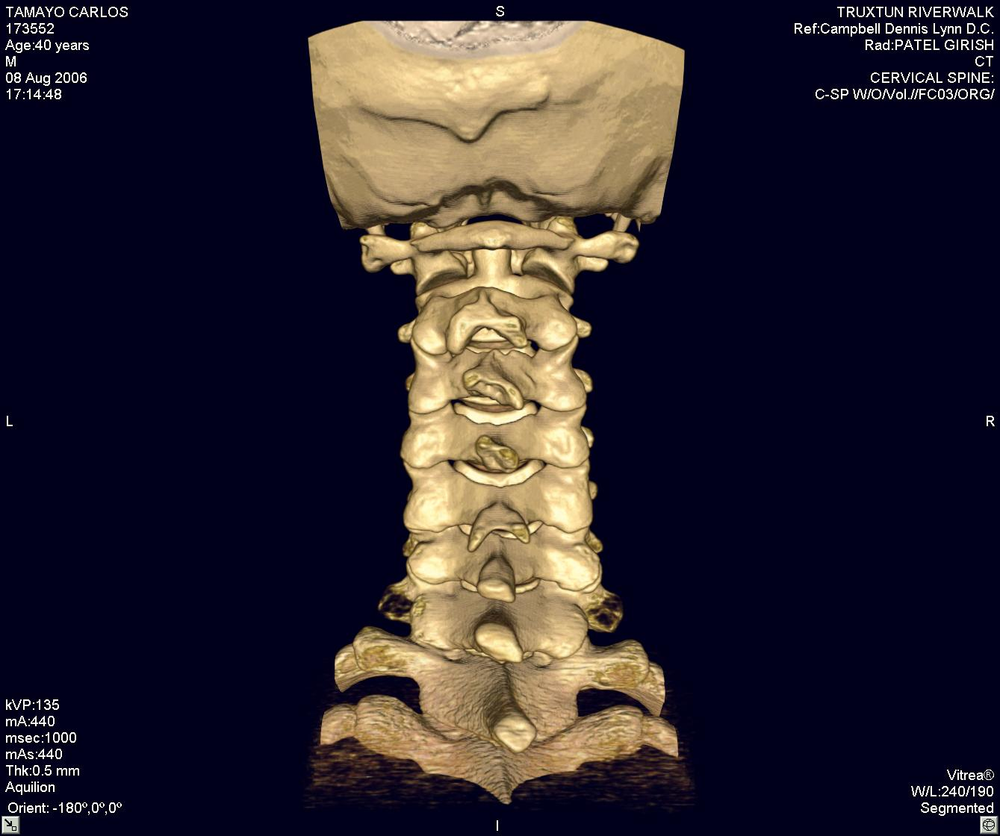 TAMAYO CARLOS
173552
Age:40 years
M
08 Aug 2006
17:14:48
S
TRUXTUN RIVERWALK
Ref:Campbell Dennis Lynn D.C.
Rad:PATEL GIRISH
CT
CERVICAL SPINE:
C-SP W/O/Vol.//FC03/ORG/
L
R
kVP:135
mA:440
msec:1000
mAs:440
Thk:0.5 mm
Aquilion
Orient: -180º,0º,0º
I
Vitrea®
W/L:240/190
Segmented